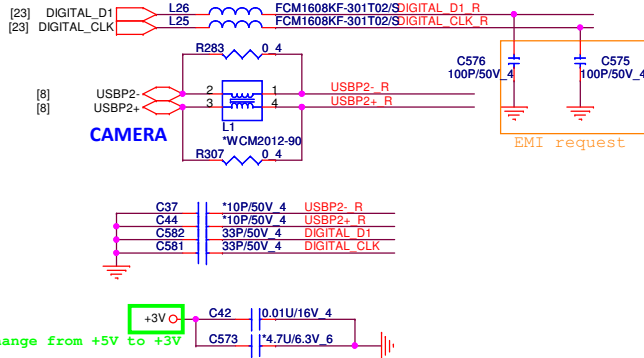 [23] DIGITAL_D1 L26 FCM1608KF-301T02/S DIGITAL_D1_R
[23] DIGITAL_CLK L25 FCM1608KF-301T02/S DIGITAL_CLK_R
R283 0_4
C576
100P/50V_4
C575
100P/50V_4
[8] USBP2- 2 1 USBP2-_R
[8] USBP2+ 3 4 USBP2+_R
CAMERA
L1
*WCM2012-90
EMI request
R307 0_4
C37 *10P/50V_4 USBP2-_R
C44 *10P/50V_4 USBP2+_R
C582 33P/50V_4 DIGITAL_D1
C581 33P/50V_4 DIGITAL_CLK
+3V C42 0.01U/16V_4
hange from +5V to +3V
C573 *4.7U/6.3V_6